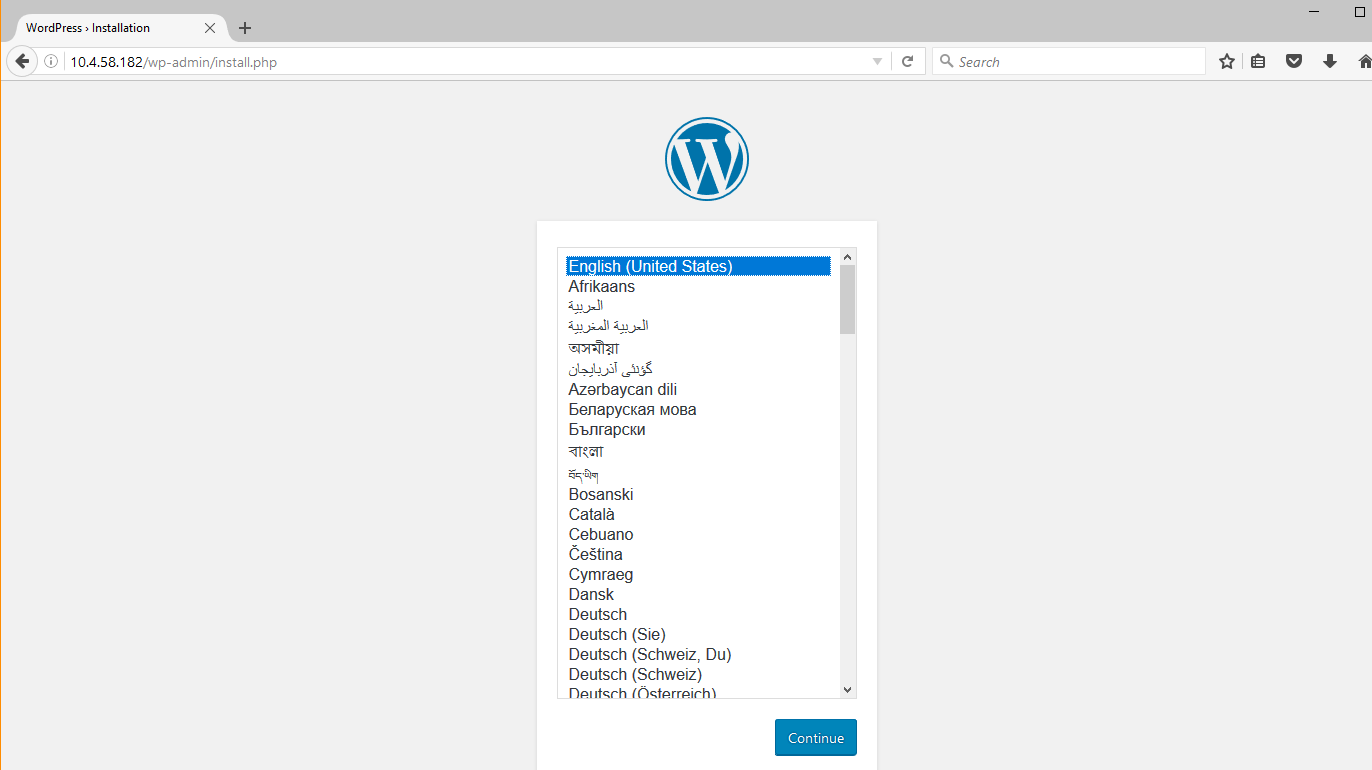 WordPress › Installation
10.4.58.182/wp-admin/install.php
Search
English (United States)
Afrikaans
العربية
العربية المغربية
অসমীয়া
گؤنئی آذربایجان
Azərbaycan dili
Беларуская мова
Български
বাংলা
བོད་ཡིག
Bosanski
Català
Cebuano
Čeština
Cymraeg
Dansk
Deutsch
Deutsch (Sie)
Deutsch (Schweiz, Du)
Deutsch (Schweiz)
Deutsch (Österreich)
Continue